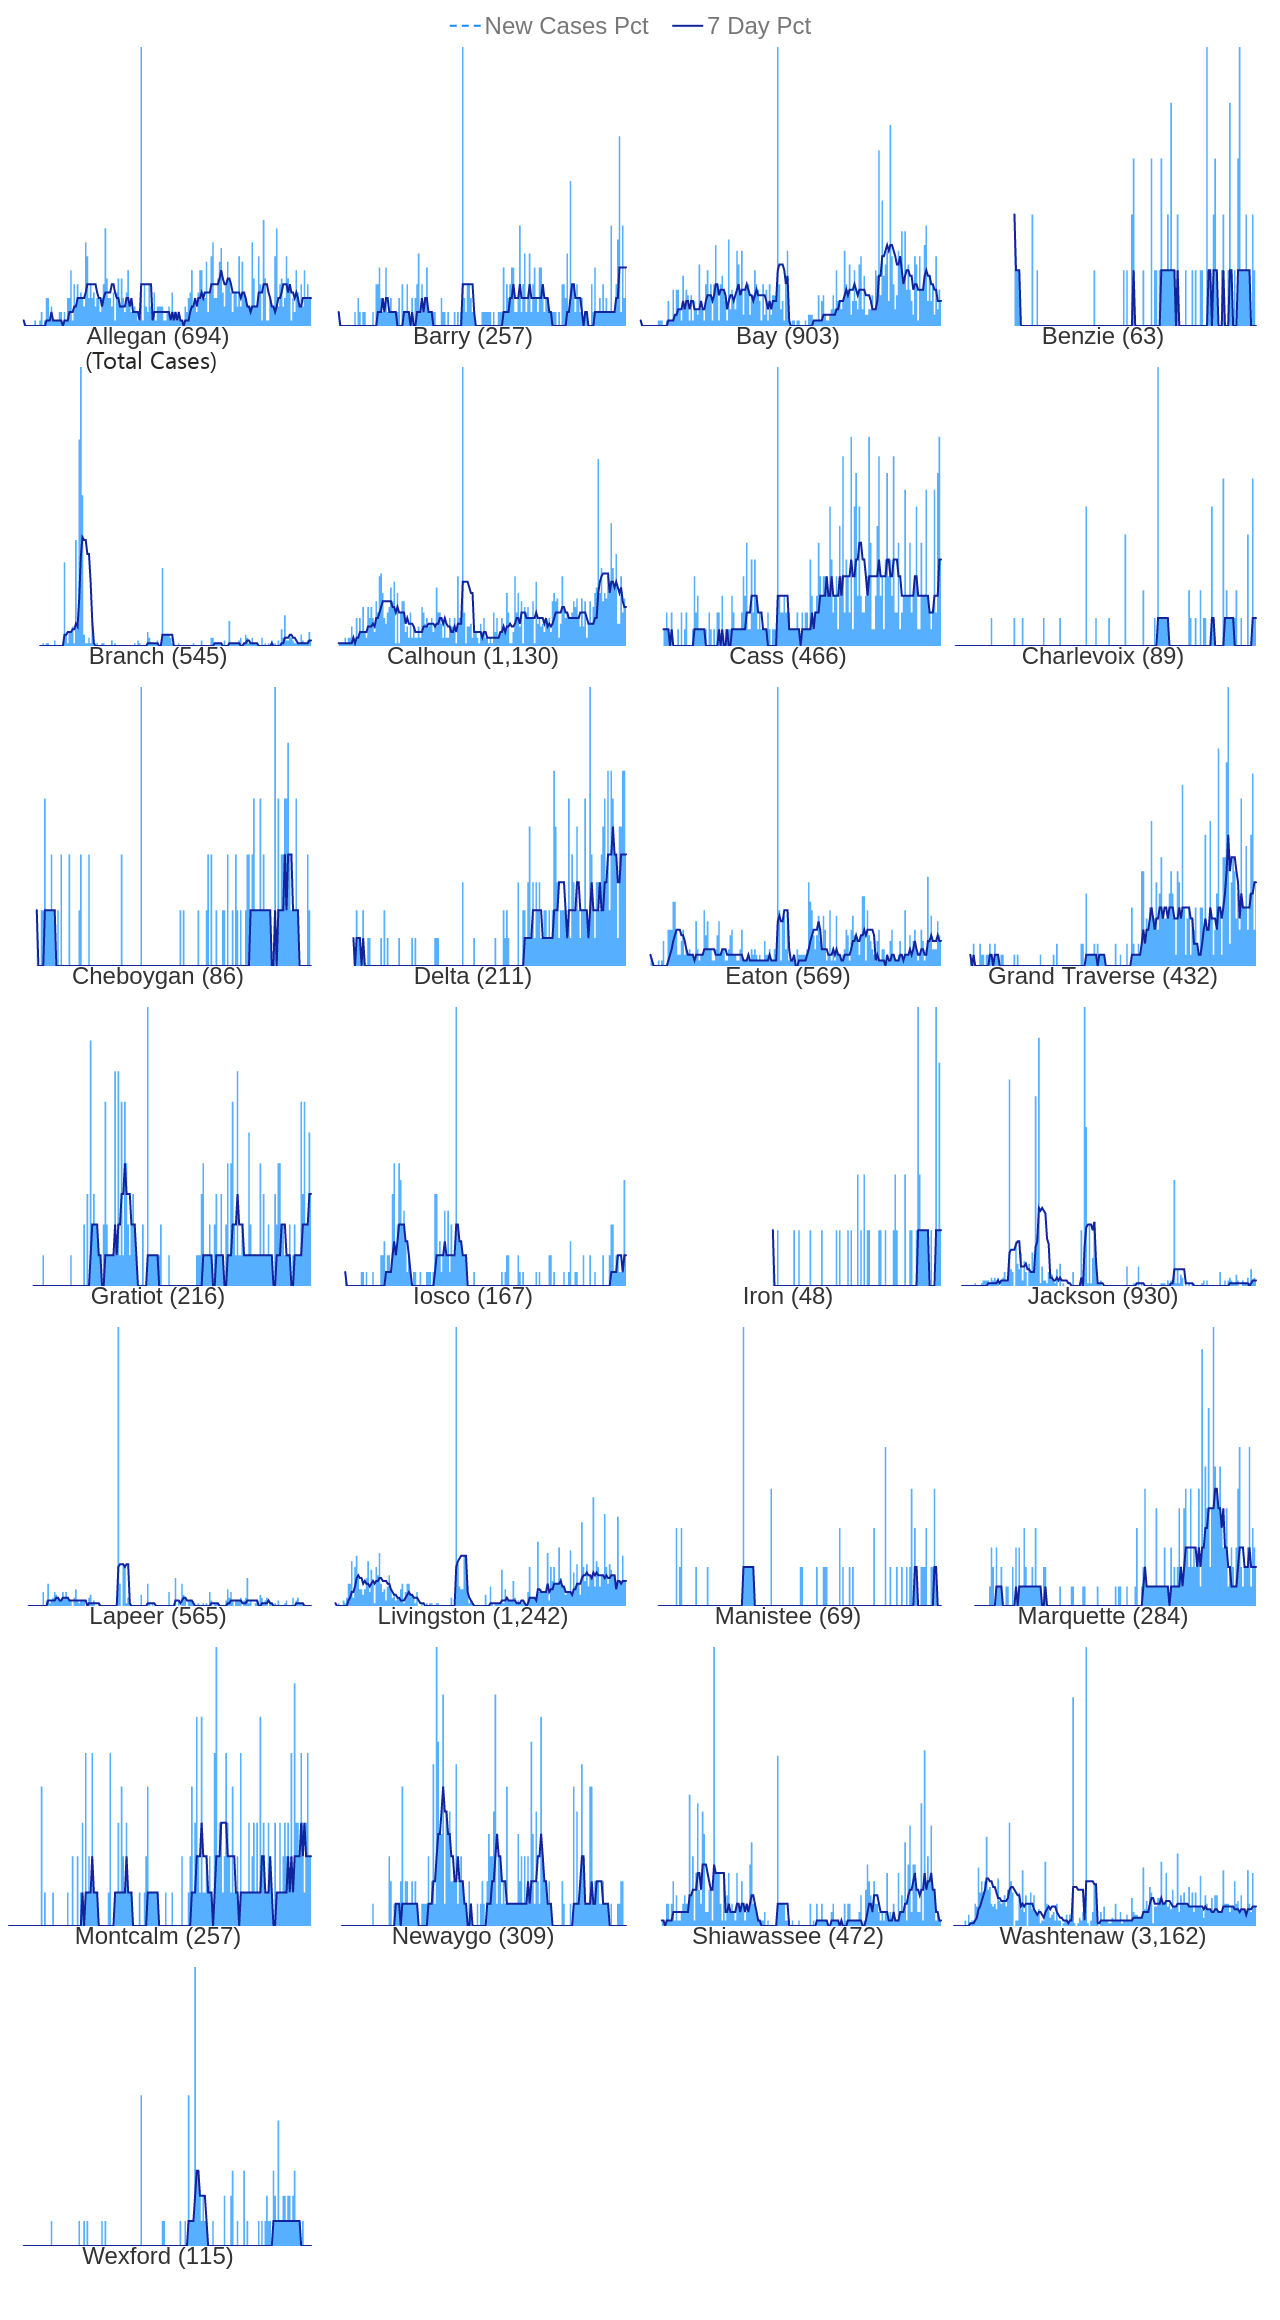 New Cases Pct 7 Day Pct
Allegan (694) Barry (257) Bay (903) Benzie (63)
(Total Cases)
Branch (545) Calhoun (1,130) Cass (466) Charlevoix (89)
Cheboygan (86) Delta (211) Eaton (569) Grand Traverse (432)
Gratiot (216) Iosco (167) Iron (48) Jackson (930)
Lapeer (565) Livingston (1,242) Manistee (69) Marquette (284)
Montcalm (257) Newaygo (309) Shiawassee (472) Washtenaw (3,162)
Wexford (115)